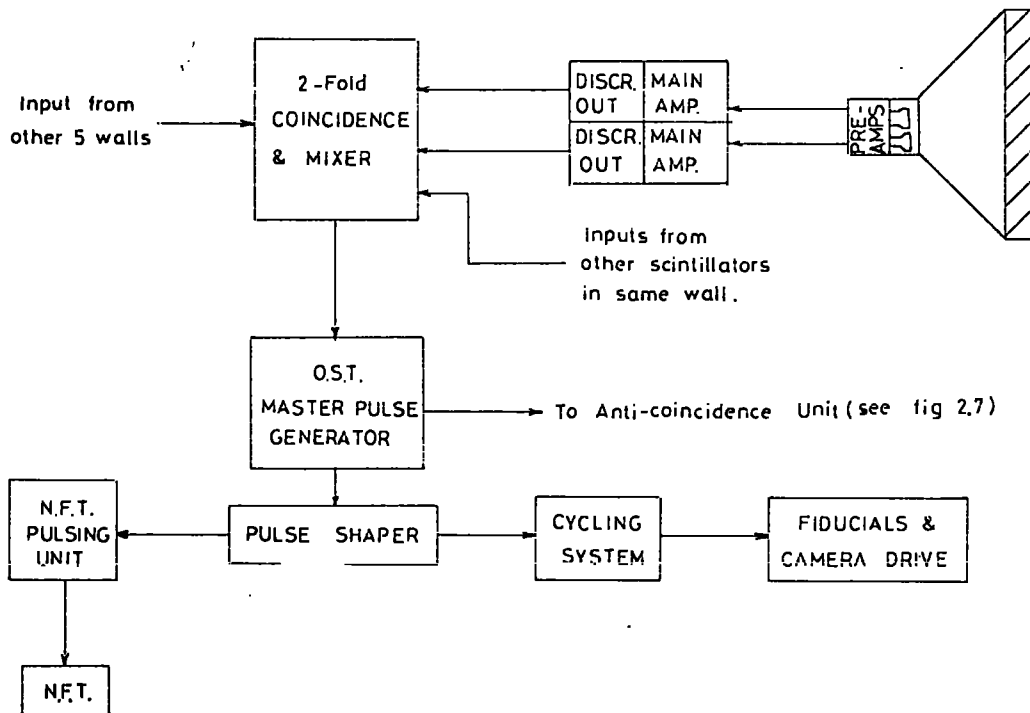 2-Fold
COINCIDENCE
& MIXER
Input from
other 5 walls
DISCR.
OUT
MAIN
AMP.
DISCR.
OUT
MAIN
AMP.
PRE-
AMPS
Inputs from
other scintillators
in same wall.
O.S.T.
MASTER PULSE
GENERATOR
To Anti-coincidence Unit (see fig 2.7)
N.F.T.
PULSING
UNIT
PULSE SHAPER
CYCLING
SYSTEM
FIDUCIALS &
CAMERA DRIVE
N.F.T.